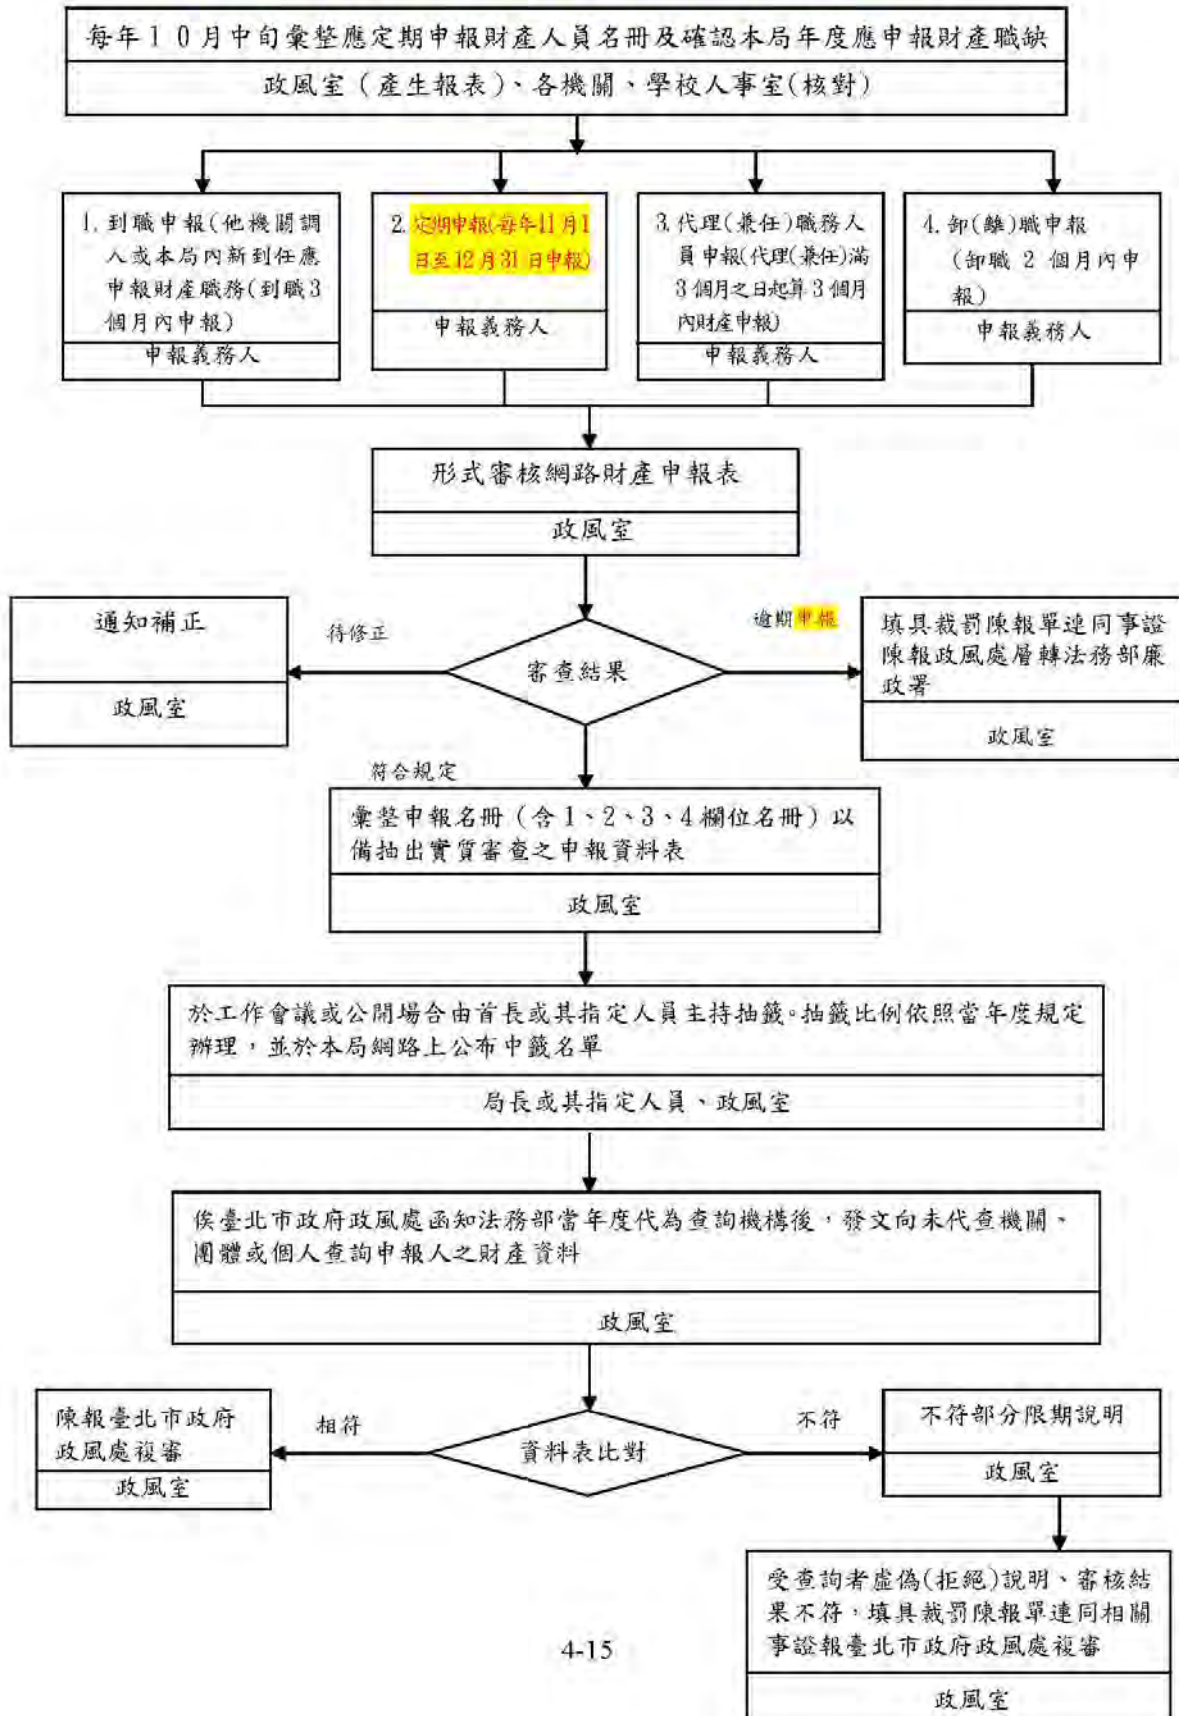 每年10月中旬彙整應定期申報財產人員名冊及確認本局年度應申報財產職缺
政風室(產生報表)、各機關、學校人事室(核對)
1. 到職申報(他機關調
人或本局內新到任應
申報財產職務(到職3
個月內申報)
申報義務人
2. 定期申報(每年11月1
日至12月31日申報)
申報義務人
3. 代理(兼任)職務人
員申報(代理(兼任)滿
3個月之日起算3個月
內財產申報)
申報義務人
4. 卸(離)職申報
(卸職2個月內申
報)
申報義務人
形式審核網路財產申報表
政風室
通知補正
政風室
待修正
審查結果
逾期申報
填具裁罰陳報單連同事證
陳報政風處層轉法務部廉
政署
政風室
符合規定
彙整申報名冊(含1、2、3、4欄位名冊)以
備抽出實質審查之申報資料表
政風室
於工作會議或公開場合由首長或其指定人員主持抽籤。抽籤比例依照當年度規定
辦理,並於本局網路上公布中籤名單
局長或其指定人員、政風室
俟臺北市政府政風處函知法務部當年度代為查詢機構後,發文向未代查機關、
團體或個人查詢申報人之財產資料
政風室
陳報臺北市政府
政風處複審
政風室
相符
資料表比對
不符
不符部分限期說明
政風室
受查詢者虛偽(拒絕)說明、審核結
果不符,填具裁罰陳報單連同相關
事證報臺北市政府政風處複審
政風室
4-15